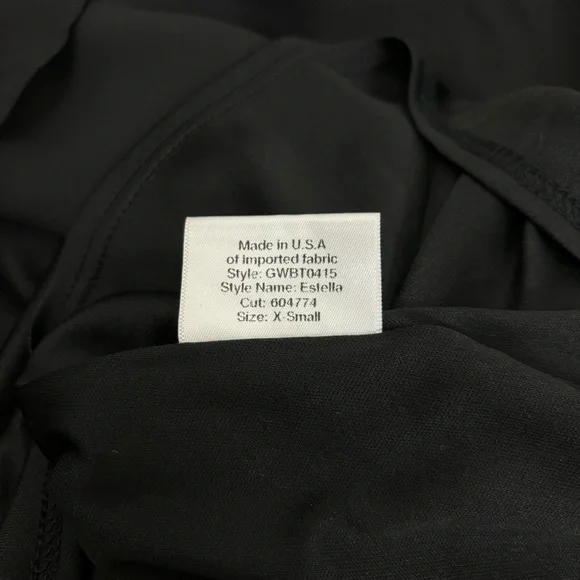 Made in U.S.A
of imported fabric
Style: GWBT0415
Style Name: Estella
Cut: 604774
Size: X-Small